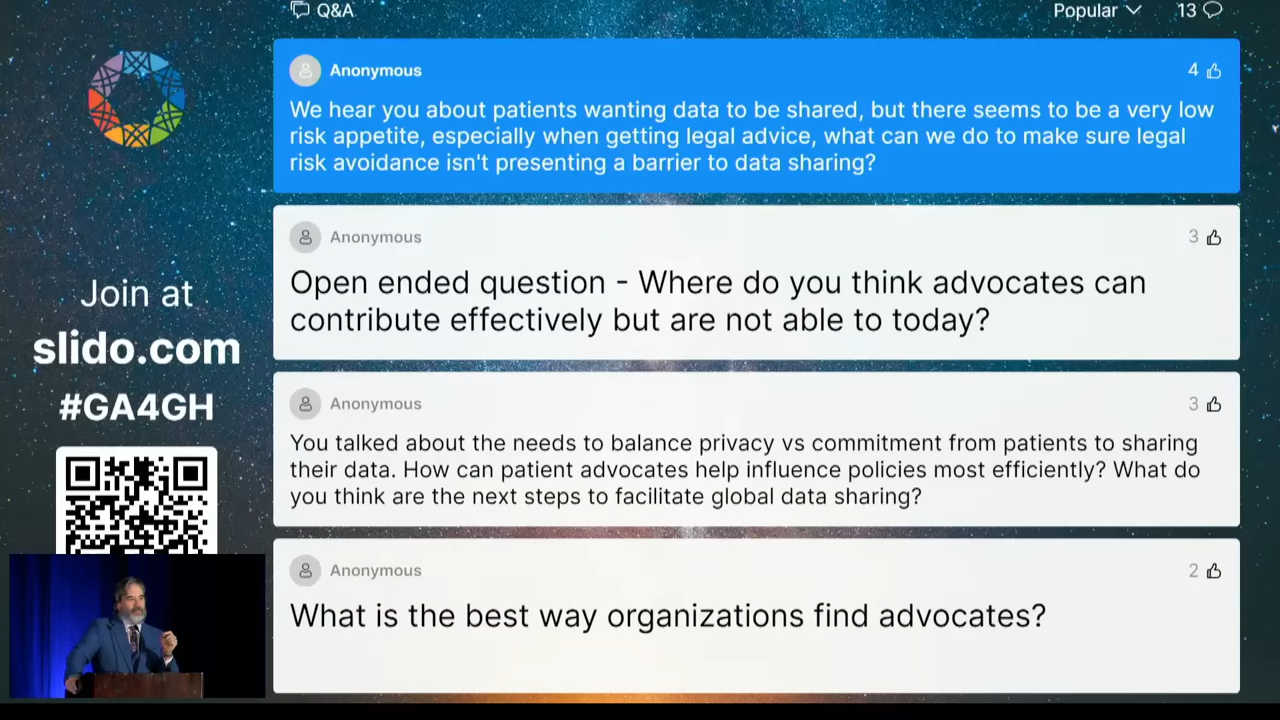 Q&A
Popular
13
Anonymous
4
We hear you about patients wanting data to be shared, but there seems to be a very low
risk appetite, especially when getting legal advice, what can we do to make sure legal
risk avoidance isn't presenting a barrier to data sharing?
Anonymous
3
Open ended question - Where do you think advocates can
contribute effectively but are not able to today?
Anonymous
3
You talked about the needs to balance privacy vs commitment from patients to sharing
their data. How can patient advocates help influence policies most efficiently? What do
you think are the next steps to facilitate global data sharing?
Anonymous
2
What is the best way organizations find advocates?
Join at
slido.com
#GA4GH